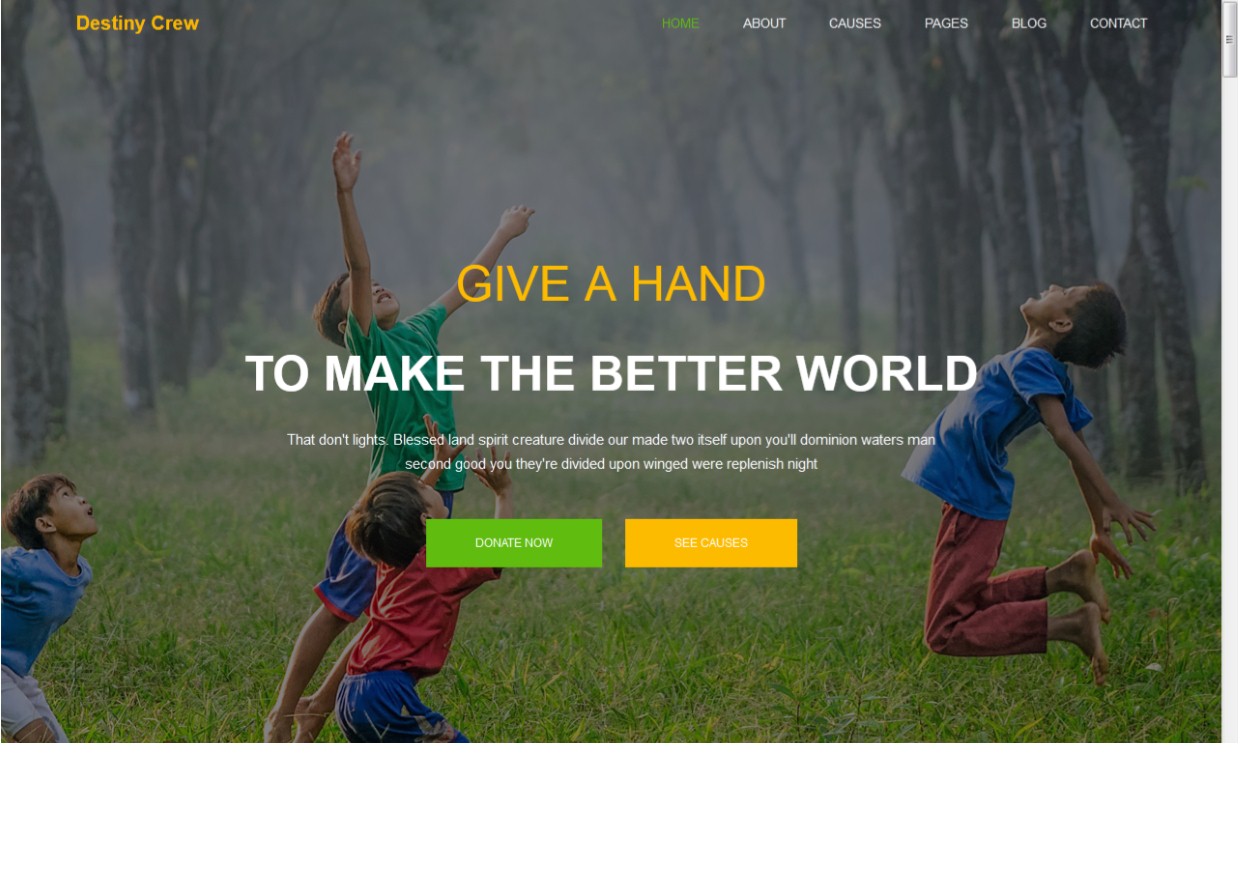 Destiny Crew
HOME ABOUT CAUSES PAGES BLOG CONTACT
GIVE A HAND
TO MAKE THE BETTER WORLD
That don't lights. Blessed land spirit creature divide our made two itself upon you'll dominion waters man
second good you they're divided upon winged were replenish night
DONATE NOW SEE CAUSES